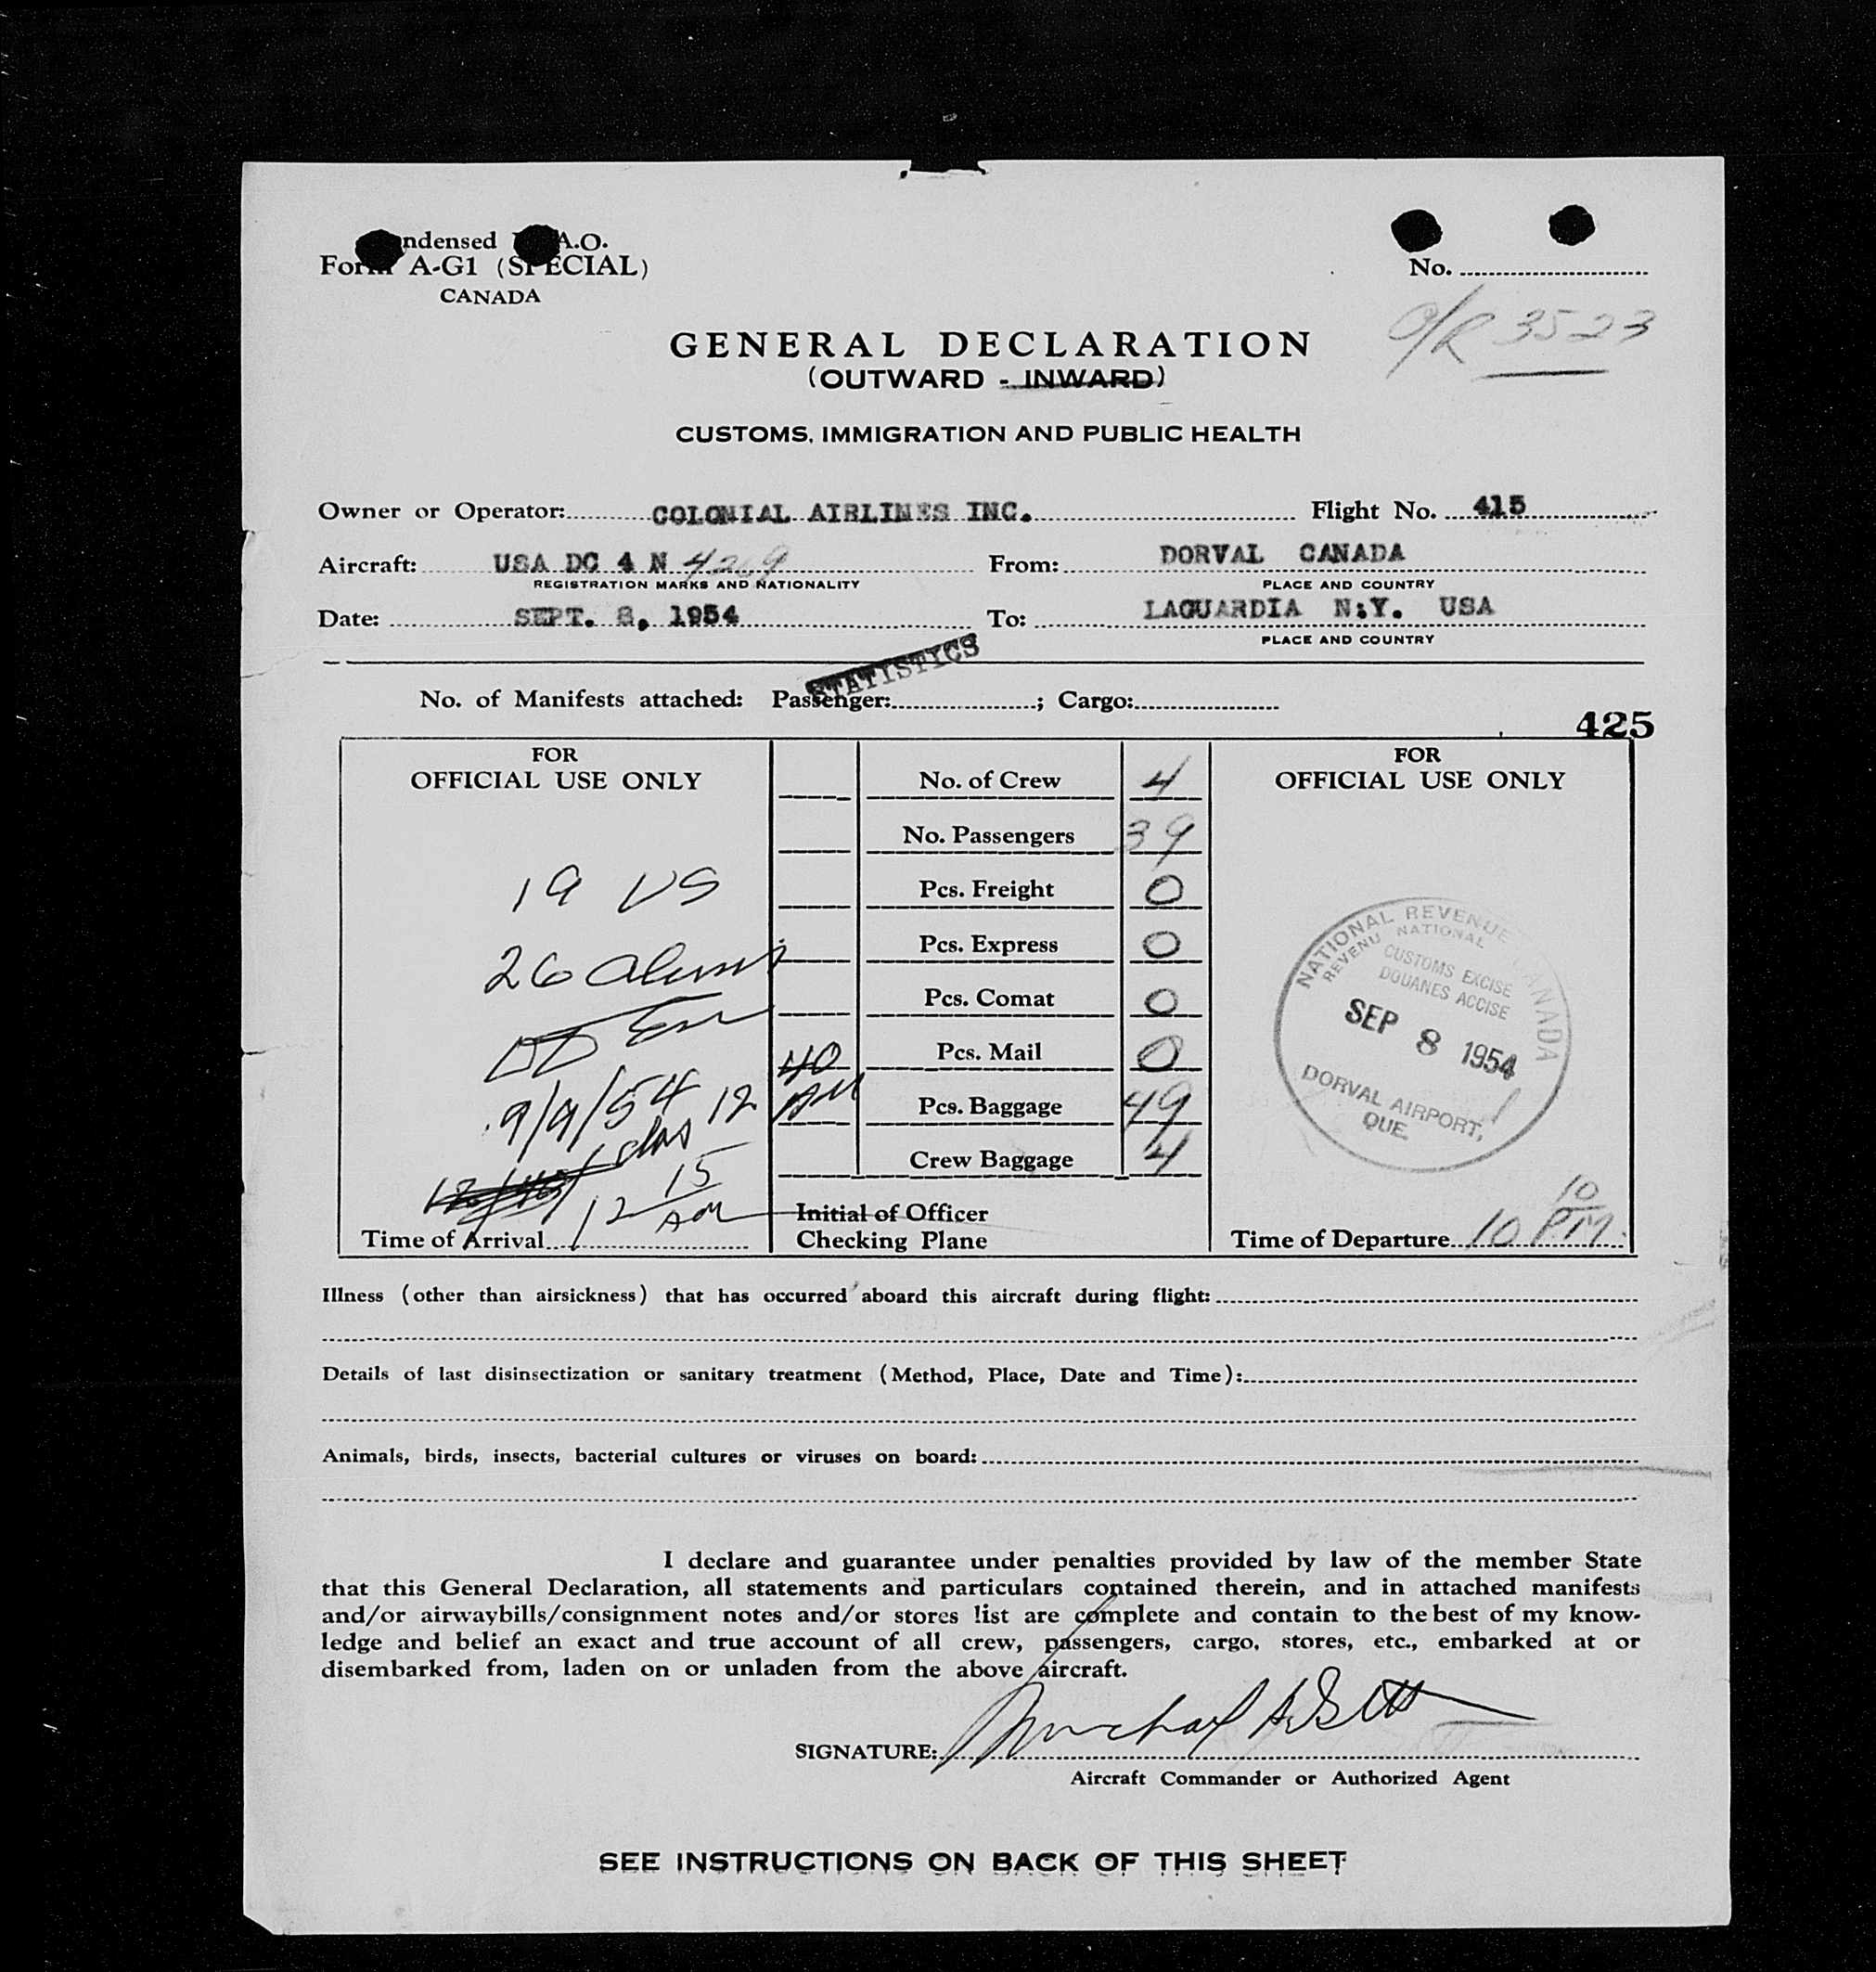 ndensed A.O.
Form A-G1 (SPECIAL)
CANADA
No.
O/R 3523
GENERAL DECLARATION
(OUTWARD - INWARD)
CUSTOMS, IMMIGRATION AND PUBLIC HEALTH
Owner or Operator: COLONIAL AIRLINES INC. Flight No. 415
Aircraft: USA DC 4 N 4269 From: DORVAL CANADA
REGISTRATION MARKS AND NATIONALITY PLACE AND COUNTRY
Date: SEPT. 8, 1954 To: LAGUARDIA N:Y. USA
PLACE AND COUNTRY
STATISTICS
No. of Manifests attached: Passenger: ; Cargo:
425
FOR OFFICIAL USE ONLY
No. of Crew 4
FOR OFFICIAL USE ONLY
No. Passengers 39
19 US
Pcs. Freight 0
26 Aliens
Pcs. Express 0
Pcs. Comat 0
Pcs. Mail 0
9/9/54 12 40 AM
Pcs. Baggage 49
Crew Baggage 4
NATIONAL REVENUE CANADA
REVENU NATIONAL
CUSTOMS EXCISE
DOUANES ACCISE
SEP 8 1954
DORVAL AIRPORT,
QUE.
12 15 AM
Initial of Officer
Time of Arrival Checking Plane Time of Departure 10 10 PM.
Illness (other than airsickness) that has occurred aboard this aircraft during flight:
Details of last disinsectization or sanitary treatment (Method, Place, Date and Time):
Animals, birds, insects, bacterial cultures or viruses on board:
I declare and guarantee under penalties provided by law of the member State
that this General Declaration, all statements and particulars contained therein, and in attached manifests
and/or airwaybills/consignment notes and/or stores list are complete and contain to the best of my know-
ledge and belief an exact and true account of all crew, passengers, cargo, stores, etc., embarked at or
disembarked from, laden on or unladen from the above aircraft.
SIGNATURE:
Aircraft Commander or Authorized Agent
SEE INSTRUCTIONS ON BACK OF THIS SHEET